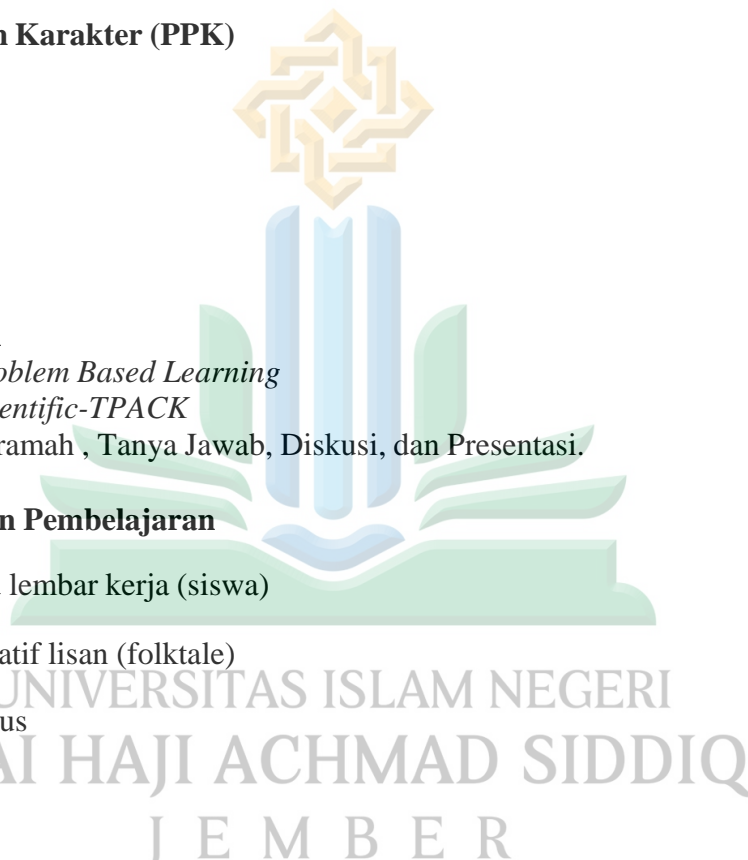 n Karakter (PPK)
oblem Based Learning
entific-TPACK
ramah , Tanya Jawab, Diskusi, dan Presentasi.
n Pembelajaran
lembar kerja (siswa)
atif lisan (folktale)
UNIVERSITAS ISLAM NEGERI
us
AI HAJI ACHMAD SIDDIQ
J E M B E R